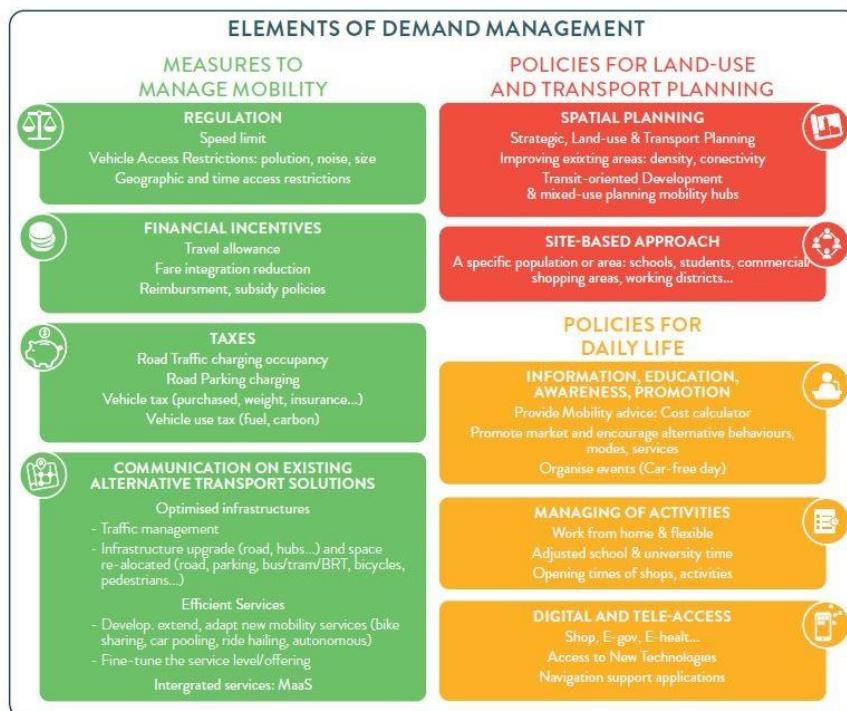 ELEMENTS OF DEMAND MANAGEMENT
MEASURES TO
MANAGE MOBILITY
REGULATION
Speed limit
Vehicle Access Restrictions: polution, noise, size
Geographic and time access restrictions
FINANCIAL INCENTIVES
Travel allowance
Fare integration reduction
Reimbursment, subsidy policies
TAXES
Road Traffic charging occupancy
Road Parking charging
Vehicle tax (purchased, weight, insurance...)
Vehicle use tax (fuel, carbon)
COMMUNICATION ON EXISTING
ALTERNATIVE TRANSPORT SOLUTIONS
Optimised infrastructures
- Traffic management
- Infrastructure upgrade (road, hubs...) and space
re-alocated (road, parking, bus/tram/BRT, bicycles,
pedestrians...)
Efficient Services
- Develop. extend, adapt new mobility services (bike
sharing, car pooling, ride hailing, autonomous)
- Fine-tune the service level/offering
Intergrated services: MaaS
POLICIES FOR LAND-USE
AND TRANSPORT PLANNING
SPATIAL PLANNING
Strategic, Land-use & Transport Planning
Improving existing areas: density, conectivity
Transit-oriented Development
& mixed-use planning mobility hubs
SITE-BASED APPROACH
A specific population or area: schools, students, commercial/
shopping areas, working districts...
POLICIES FOR
DAILY LIFE
INFORMATION, EDUCATION,
AWARENESS, PROMOTION
Provide Mobility advice: Cost calculator
Promote market and encourage alternative behaviours,
modes, services
Organise events (Car-free day)
MANAGING OF ACTIVITIES
Work from home & flexible
Adjusted school & university time
Opening times of shops, activities
DIGITAL AND TELE-ACCESS
Shop, E-gov, E-healt...
Access to New Technologies
Navigation support applications